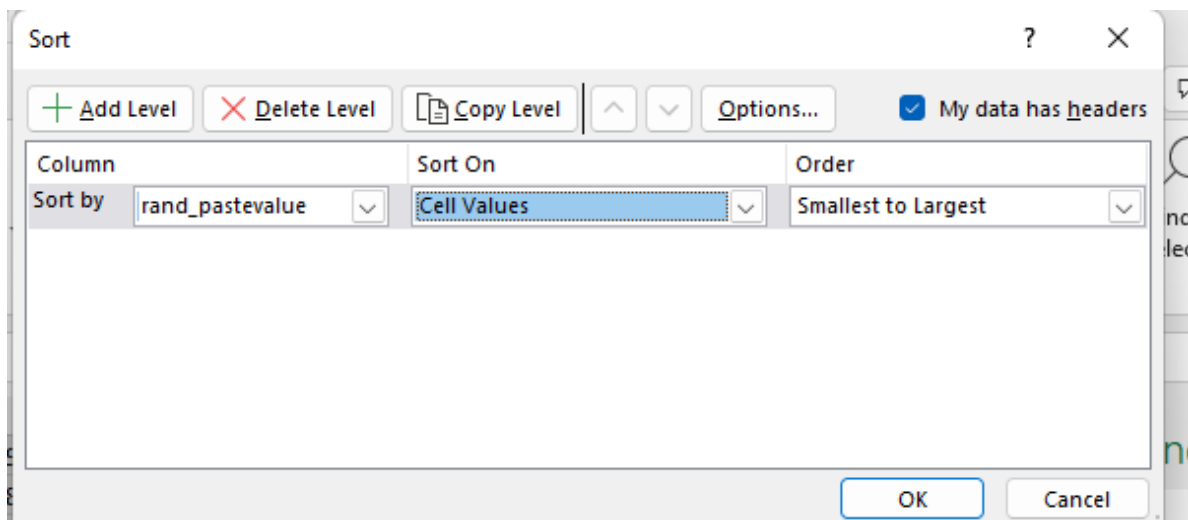 Sort ?
Add Level Delete Level Copy Level Options... My data has headers
Column Sort On Order
Sort by rand_pastevalue Cell Values Smallest to Largest
OK Cancel